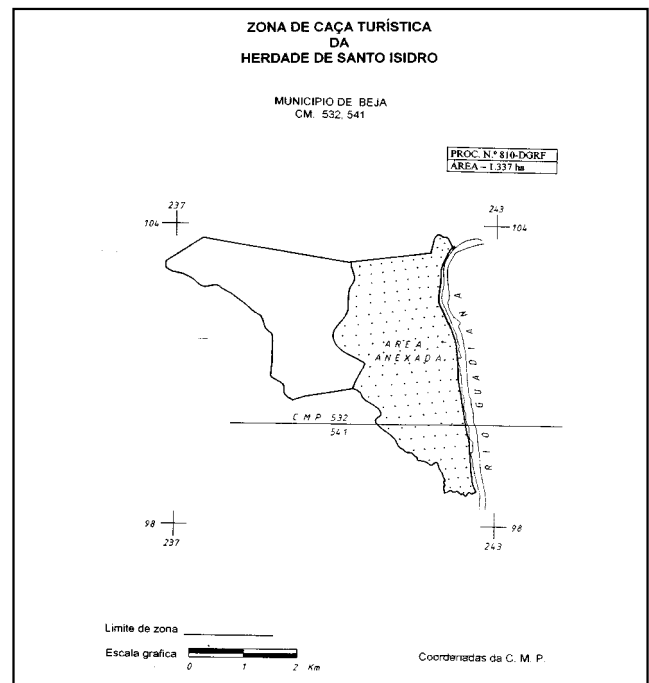 ZONA DE CAÇA TURÍSTICA
DA
HERDADE DE SANTO ISIDRO
MUNICIPIO DE BEJA
CM. 532, 541
PROC. N.º 810-DGRF
ÁREA – 1.337 ha
237
243
104
104
AREA
ANEXADA
RIO GUADIANA
C M P 532
541
98
98
237
243
Limite de zona
Escala grafica
0 1 2 Km
Coordenadas da C. M. P.